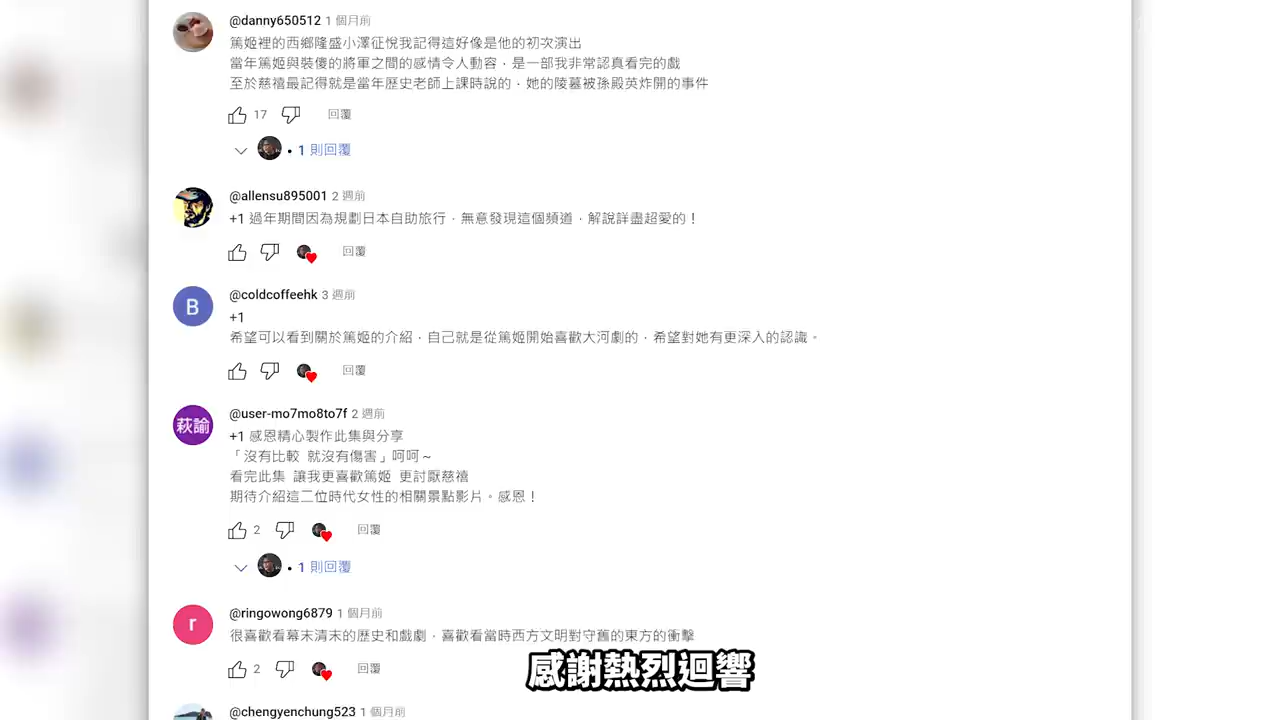 @danny650512 1 個月前
篤姬裡的西鄉隆盛小澤征悅我記得這好像是他的初次演出
當年篤姬與裝傻的將軍之間的感情令人動容，是一部我非常認真看完的戲
至於慈禧最記得就是當年歷史老師上課時說的，她的陵墓被孫殿英炸開的事件
17 回覆
• 1 則回覆
@allensu895001 2 週前
+1 過年期間因為規劃日本自助旅行，無意發現這個頻道，解說詳盡超愛的！
回覆
B
@coldcoffeehk 3 週前
+1
希望可以看到關於篤姬的介紹，自己就是從篤姬開始喜歡大河劇的，希望對她有更深入的認識。
回覆
萩諭
@user-mo7mo8to7f 2 週前
+1 感恩精心製作此集與分享
「沒有比較 就沒有傷害」呵呵~
看完此集 讓我更喜歡篤姬 更討厭慈禧
期待介紹這二位時代女性的相關景點影片。感恩！
2 回覆
• 1 則回覆
r
@ringowong6879 1 個月前
很喜歡看幕末清末的歷史和戲劇，喜歡看當時西方文明對守舊的東方的衝擊
2 回覆
感謝熱烈迴響
@chengyenchung523 1 個月前